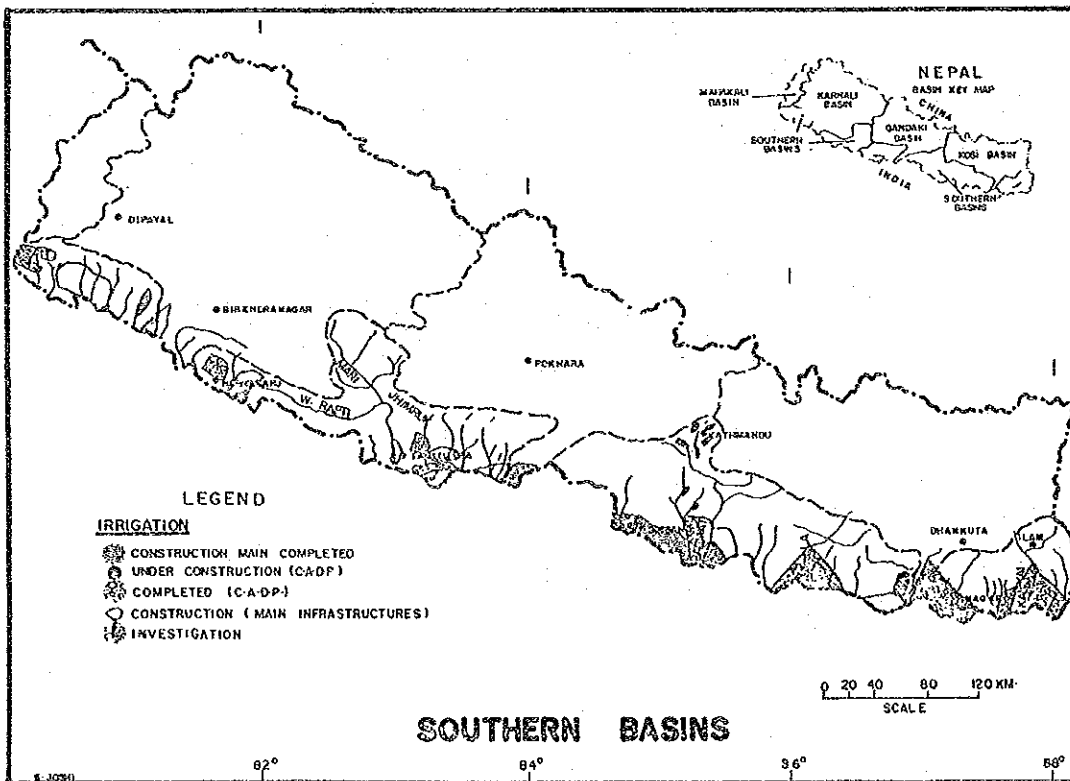 NEPAL
BASIN KEY MAP
MAHAKALI
BASIN
KARNALI
BASIN
CHINA
GANDAKI
BASIN
KOSI BASIN
SOUTHERN
BASINS
INDIA
SOUTHERN
BASINS
DIPAYAL
BIRENDRANAGAR
POKHARA
MARI
JHIMRUK
W. RAPTI
KATHMANDU
DHANKUTA
LEGEND
IRRIGATION
CONSTRUCTION MAIN COMPLETED
UNDER CONSTRUCTION (C·A·D·P)
COMPLETED (C·A·D·P·)
CONSTRUCTION (MAIN INFRASTRUCTURES)
INVESTIGATION
0 20 40 80 120 KM·
SCALE
SOUTHERN BASINS
82° 84° 86° 88°